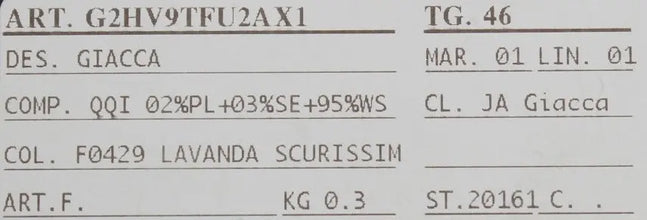 ART. G2HV9TFU2AX1 TG. 46
DES. GIACCA MAR. 01 LIN. 01
COMP. QQI 02%PL+03%SE+95%WS CL. JA Giacca
COL. F0429 LAVANDA SCURISSIM
ART.F. KG 0.3 ST.20161 C. .